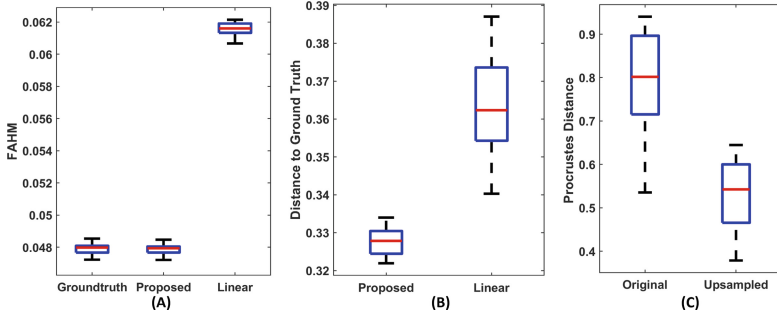 FAHM
0.062
0.06
0.058
0.056
0.054
0.052
0.05
0.048
Groundtruth Proposed Linear
(A)
Distance to Ground Truth
0.39
0.38
0.37
0.36
0.35
0.34
0.33
0.32
Proposed Linear
(B)
Procrustes Distance
0.9
0.8
0.7
0.6
0.5
0.4
Original Upsampled
(C)